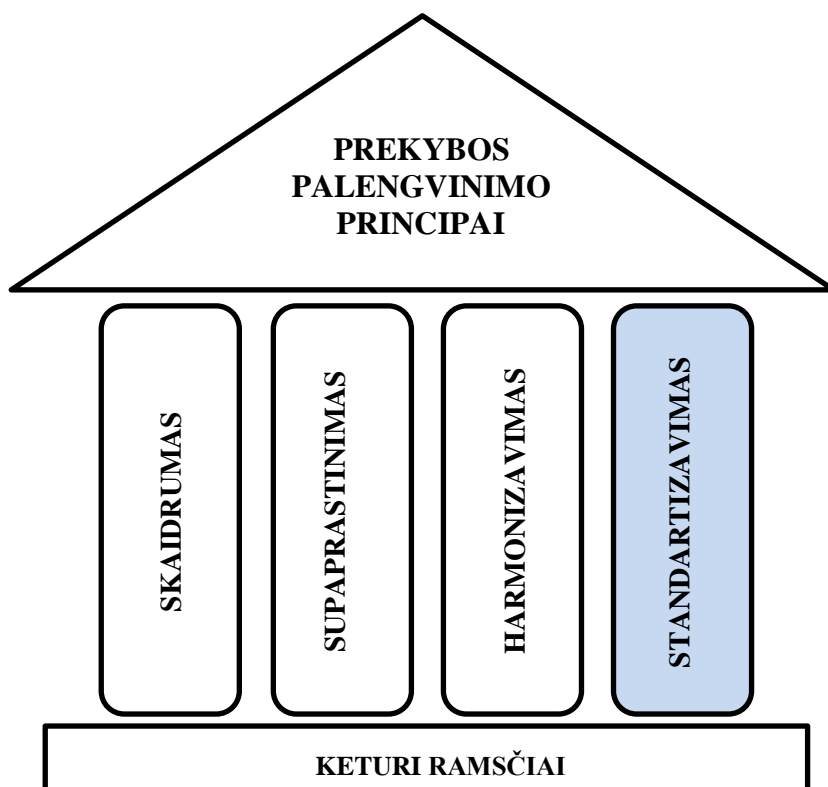 PREKYBOS
PALENGVINIMO
PRINCIPAI
SKAIDRUMAS
SUPAPRASTINIMAS
HARMONIZAVIMAS
STANDARTIZAVIMAS
KETURI RAMSČIAI